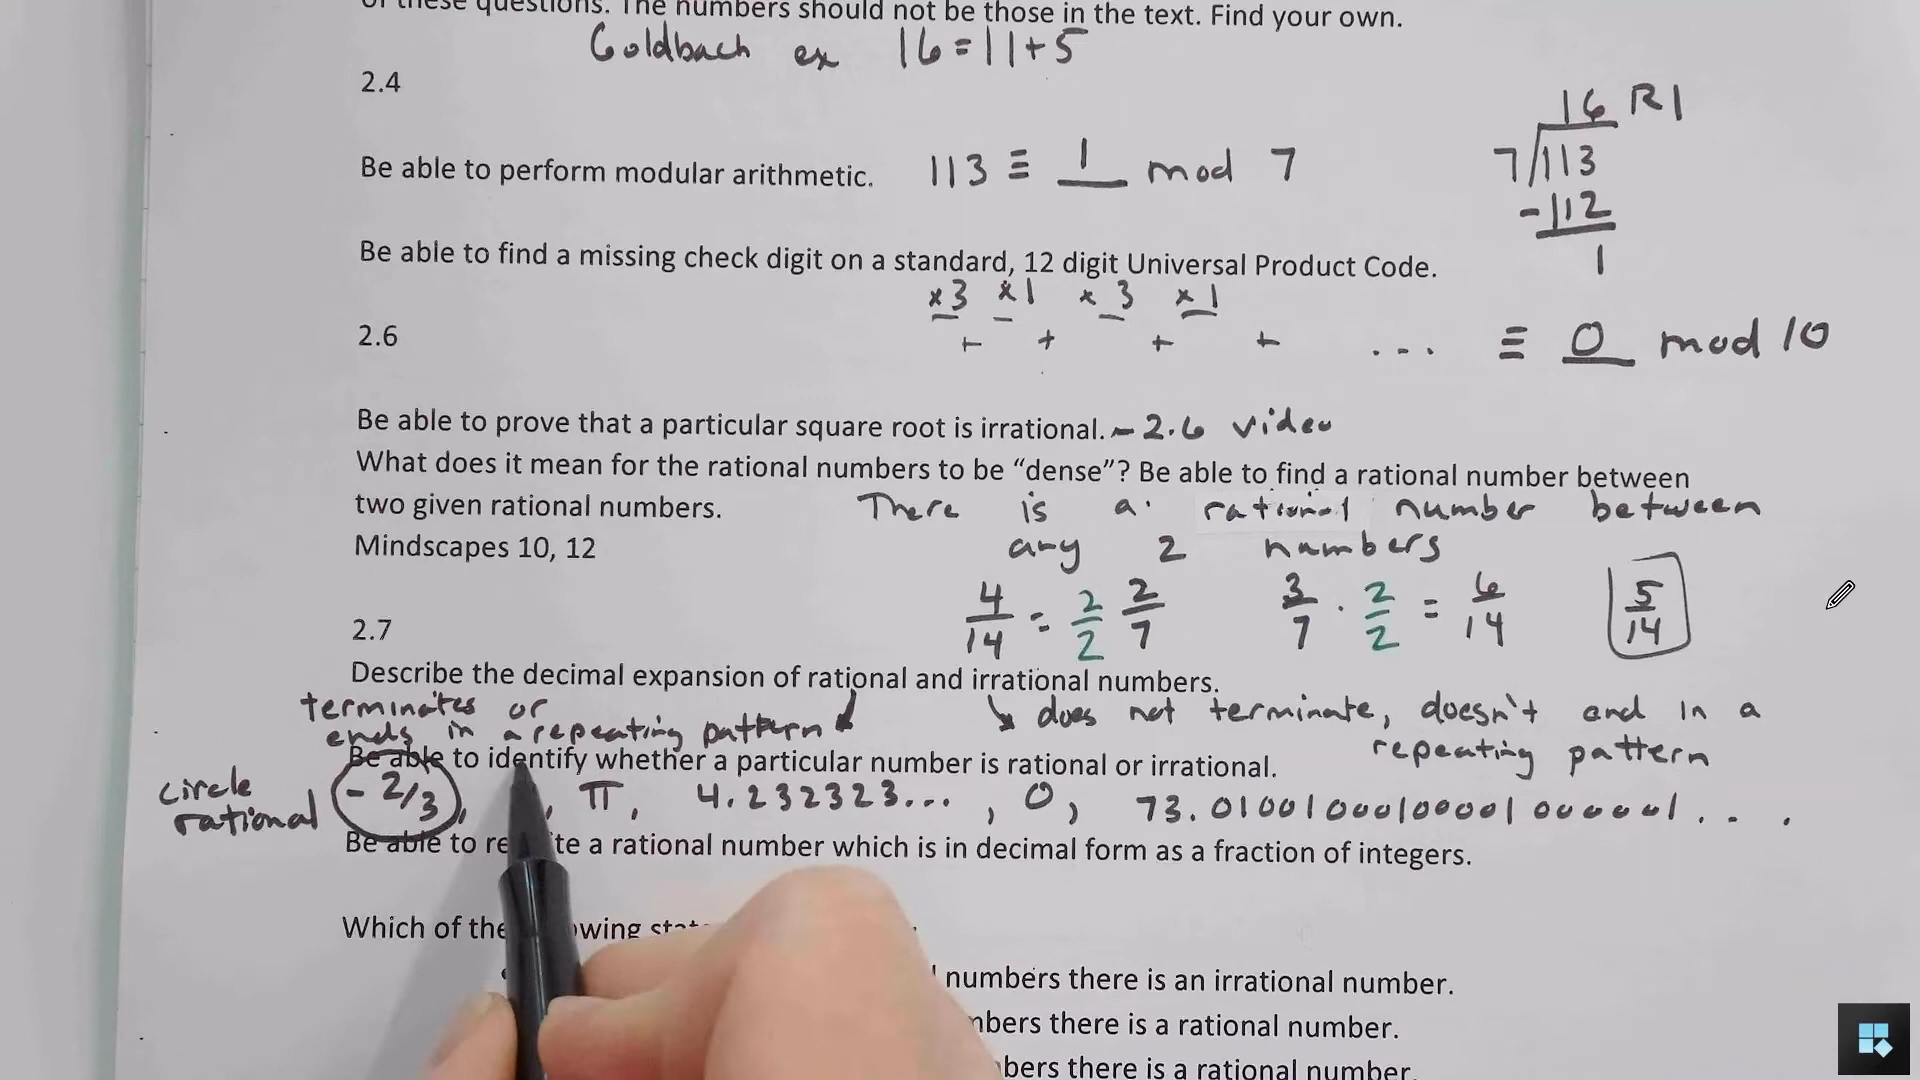 of these questions. The numbers should not be those in the text. Find your own.
Goldbach ex 16=11+5
2.4
16 R1
Be able to perform modular arithmetic. 113 ≡ 1 mod 7
7 113
-112
1
Be able to find a missing check digit on a standard, 12 digit Universal Product Code.
×3 ×1 ×3 ×1
2.6
+ + + + ... ≡ 0 mod 10
Be able to prove that a particular square root is irrational. - 2.6 video
What does it mean for the rational numbers to be “dense”? Be able to find a rational number between
two given rational numbers. There is a rational number between
Mindscapes 10, 12 any 2 numbers
4/14 = 2/2 2/7 3/7 · 2/2 = 6/14 5/14
2.7
Describe the decimal expansion of rational and irrational numbers.
terminates or
ends in a repeating pattern
does not terminate, doesn't end in a
repeating pattern
Be able to identify whether a particular number is rational or irrational.
circle
rational
-2/3, , π, 4.232323... , 0, 73.01001000100001000001...
Be able to te a rational number which is in decimal form as a fraction of integers.
Which of the
numbers there is an irrational number.
there is a rational number.
there is a rational number.